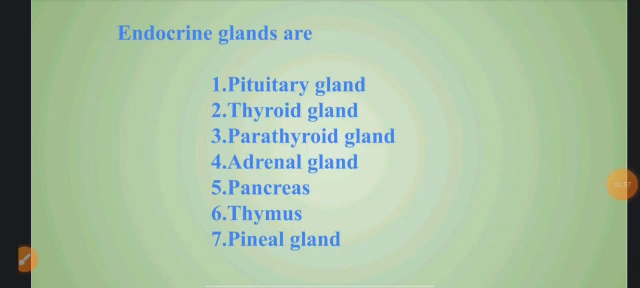 Endocrine glands are
1.Pituitary gland
2.Thyroid gland
3.Parathyroid gland
4.Adrenal gland
5.Pancreas
6.Thymus
7.Pineal gland